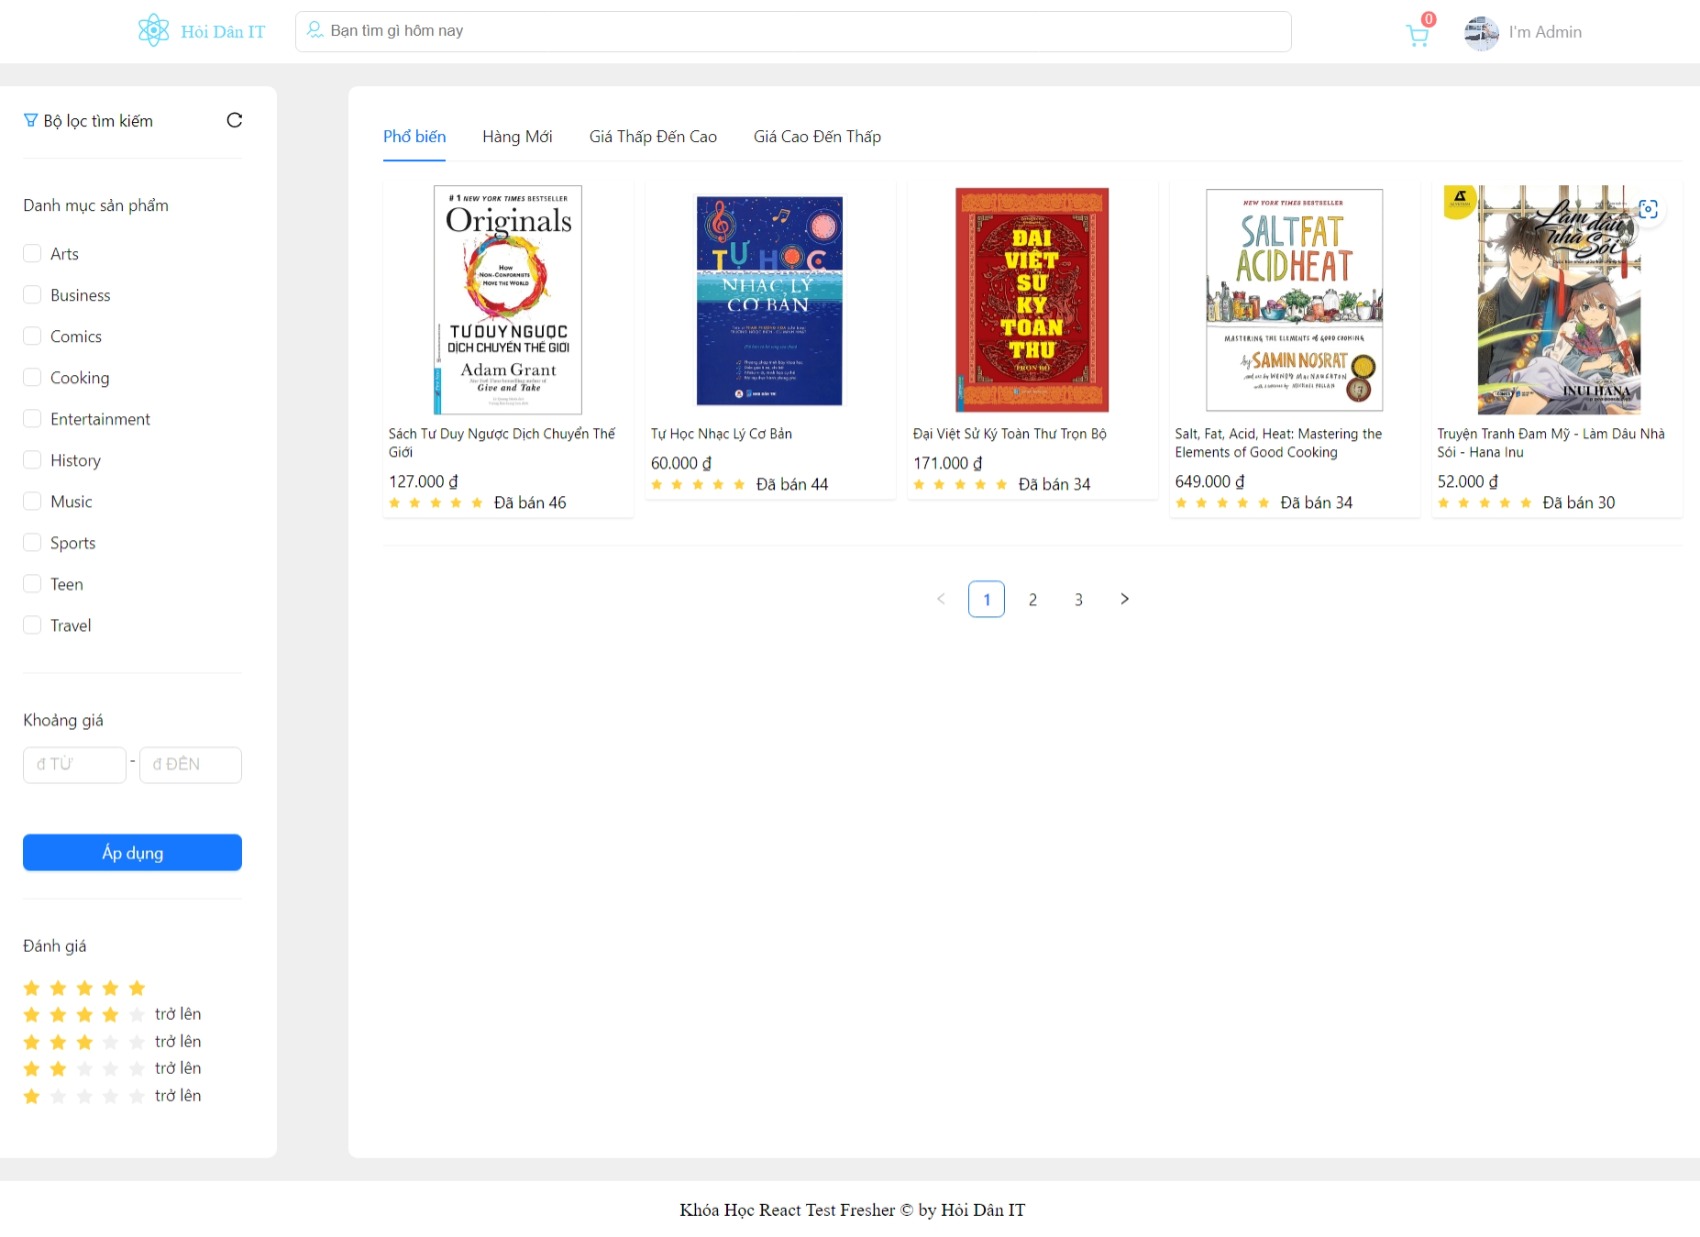 Hỏi Dân IT
Bạn tìm gì hôm nay
0
I'm Admin
Bộ lọc tìm kiếm
Danh mục sản phẩm
Arts
Business
Comics
Cooking
Entertainment
History
Music
Sports
Teen
Travel
Khoảng giá
đ TỪ - đ ĐẾN
Áp dụng
Đánh giá
trở lên
trở lên
trở lên
trở lên
Phổ biến Hàng Mới Giá Thấp Đến Cao Giá Cao Đến Thấp
#1 NEW YORK TIMES BESTSELLER
Originals
HOW
NON-CONFORMISTS
MOVE THE WORLD
TƯ DUY NGƯỢC
DỊCH CHUYỂN THẾ GIỚI
Adam Grant
Give and Take
Sách Tư Duy Ngược Dịch Chuyển Thế
Giới
127.000 ₫
Đã bán 46
TỰ HỌC
NHẠC LÝ
CƠ BẢN
Tự Học Nhạc Lý Cơ Bản
60.000 ₫
Đã bán 44
ĐẠI
VIỆT
SỬ
KÝ
TOÀN
THƯ
TRỌN BỘ
Đại Việt Sử Ký Toàn Thư Trọn Bộ
171.000 ₫
Đã bán 34
NEW YORK TIMES BESTSELLER
SALT FAT
ACID HEAT
MASTERING THE ELEMENTS of GOOD COOKING
by SAMIN NOSRAT
Salt, Fat, Acid, Heat: Mastering the
Elements of Good Cooking
649.000 ₫
Đã bán 34
Làm dâu
nhà Sói
INU HANA
Truyện Tranh Đam Mỹ - Làm Dâu Nhà
Sói - Hana Inu
52.000 ₫
Đã bán 30
< 1 2 3 >
Khóa Học React Test Fresher © by Hỏi Dân IT